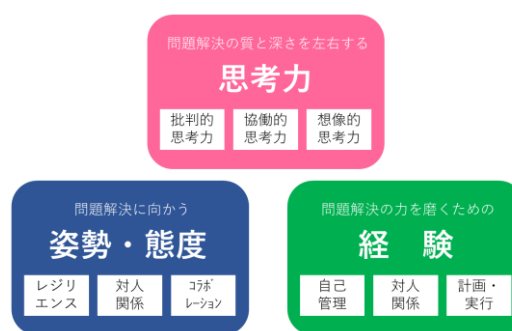 問題解決の質と深さを左右する
思考力
批判的
思考力
協働的
思考力
想像的
思考力
問題解決に向かう
姿勢・態度
レジリ
エンス
対人
関係
ｺﾗﾎﾞ
ﾚｰｼｮﾝ
問題解決の力を磨くための
経　験
自己
管理
対人
関係
計画・
実行